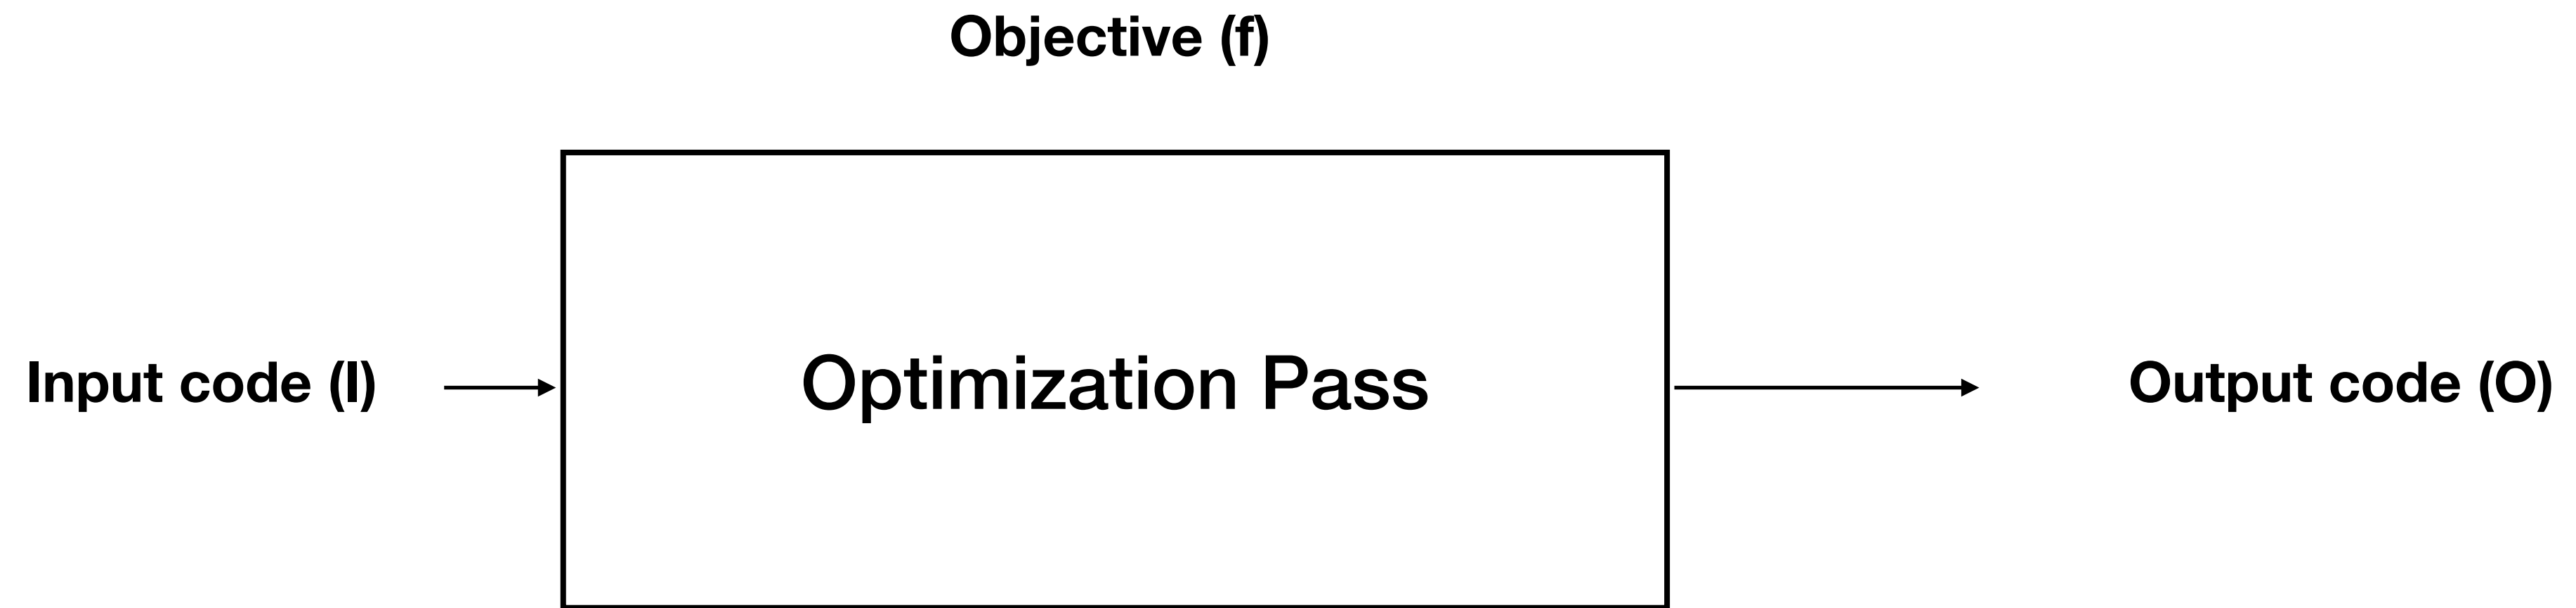 Objective (f)
Input code (I)
Optimization Pass
Output code (O)